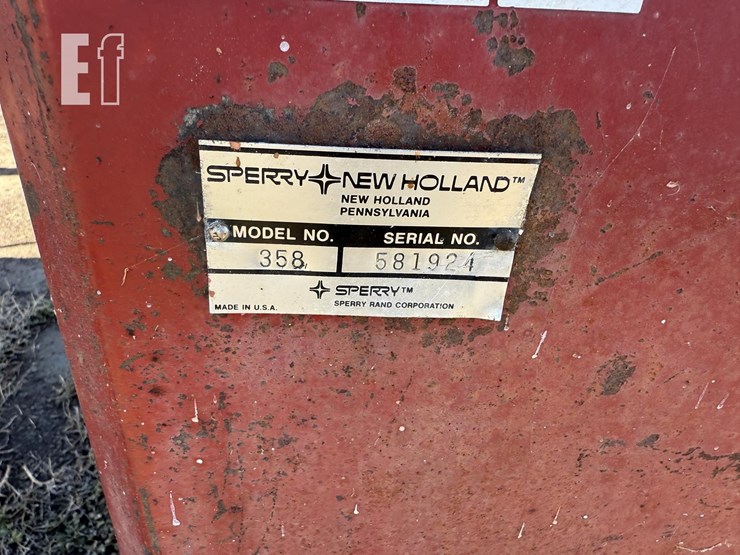 Ef
SPERRY NEW HOLLAND™
NEW HOLLAND
PENNSYLVANIA
MODEL NO. SERIAL NO.
358 581924
SPERRY™
MADE IN U.S.A. SPERRY RAND CORPORATION